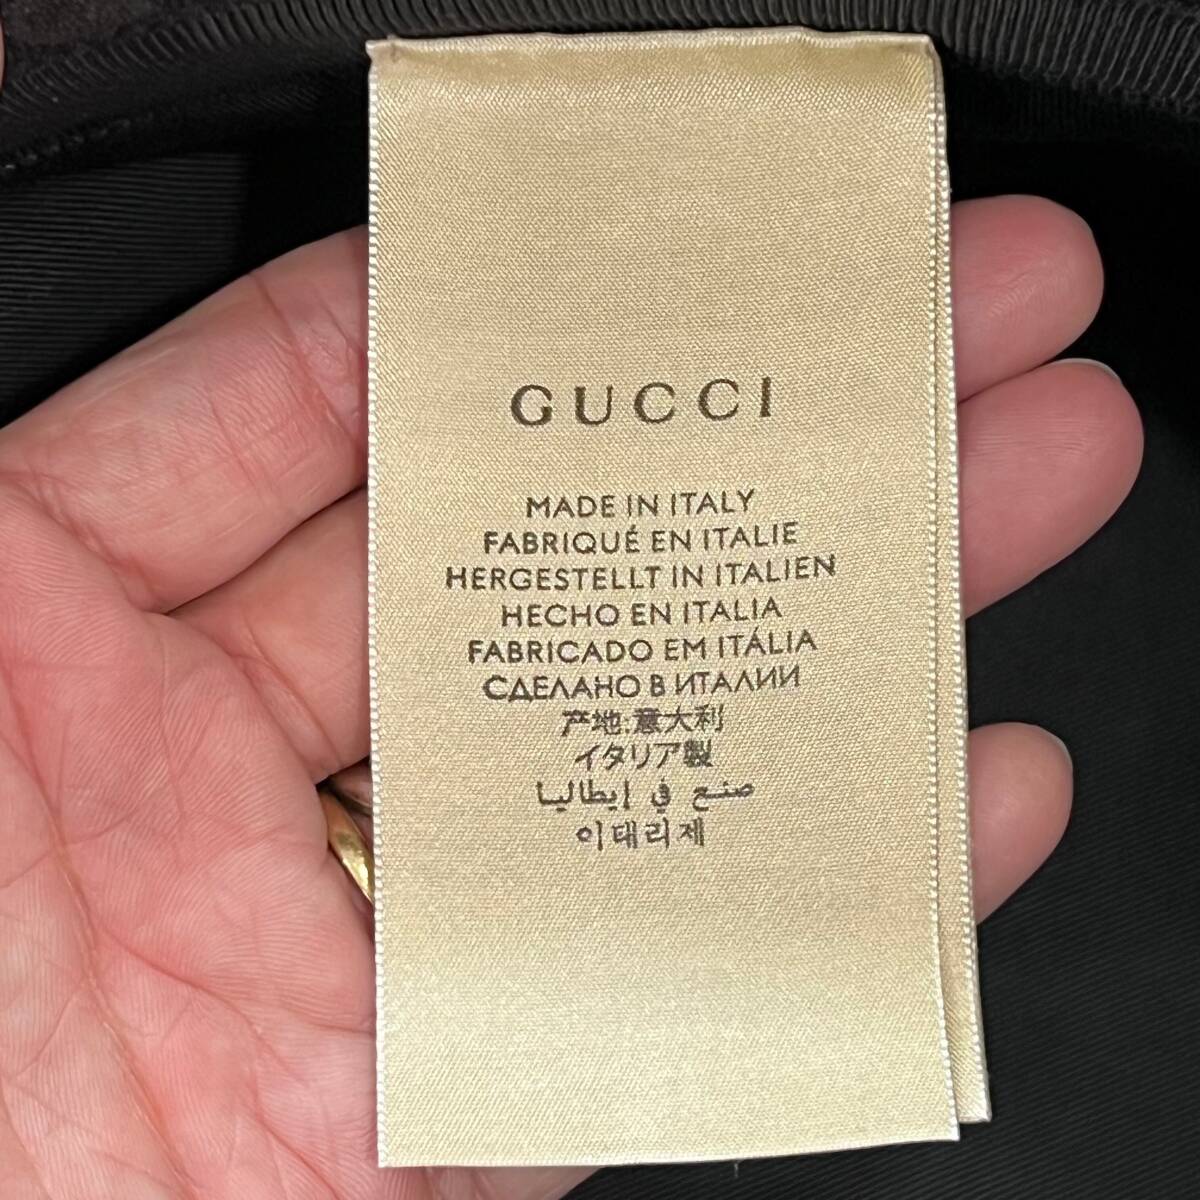 GUCCI
MADE IN ITALY
FABRIQUÉ EN ITALIE
HERGESTELLT IN ITALIEN
HECHO EN ITALIA
FABRICADO EM ITÁLIA
СДЕЛАНО В ИТАЛИИ
产地:意大利
イタリア製
صنع في إيطاليا
이태리제